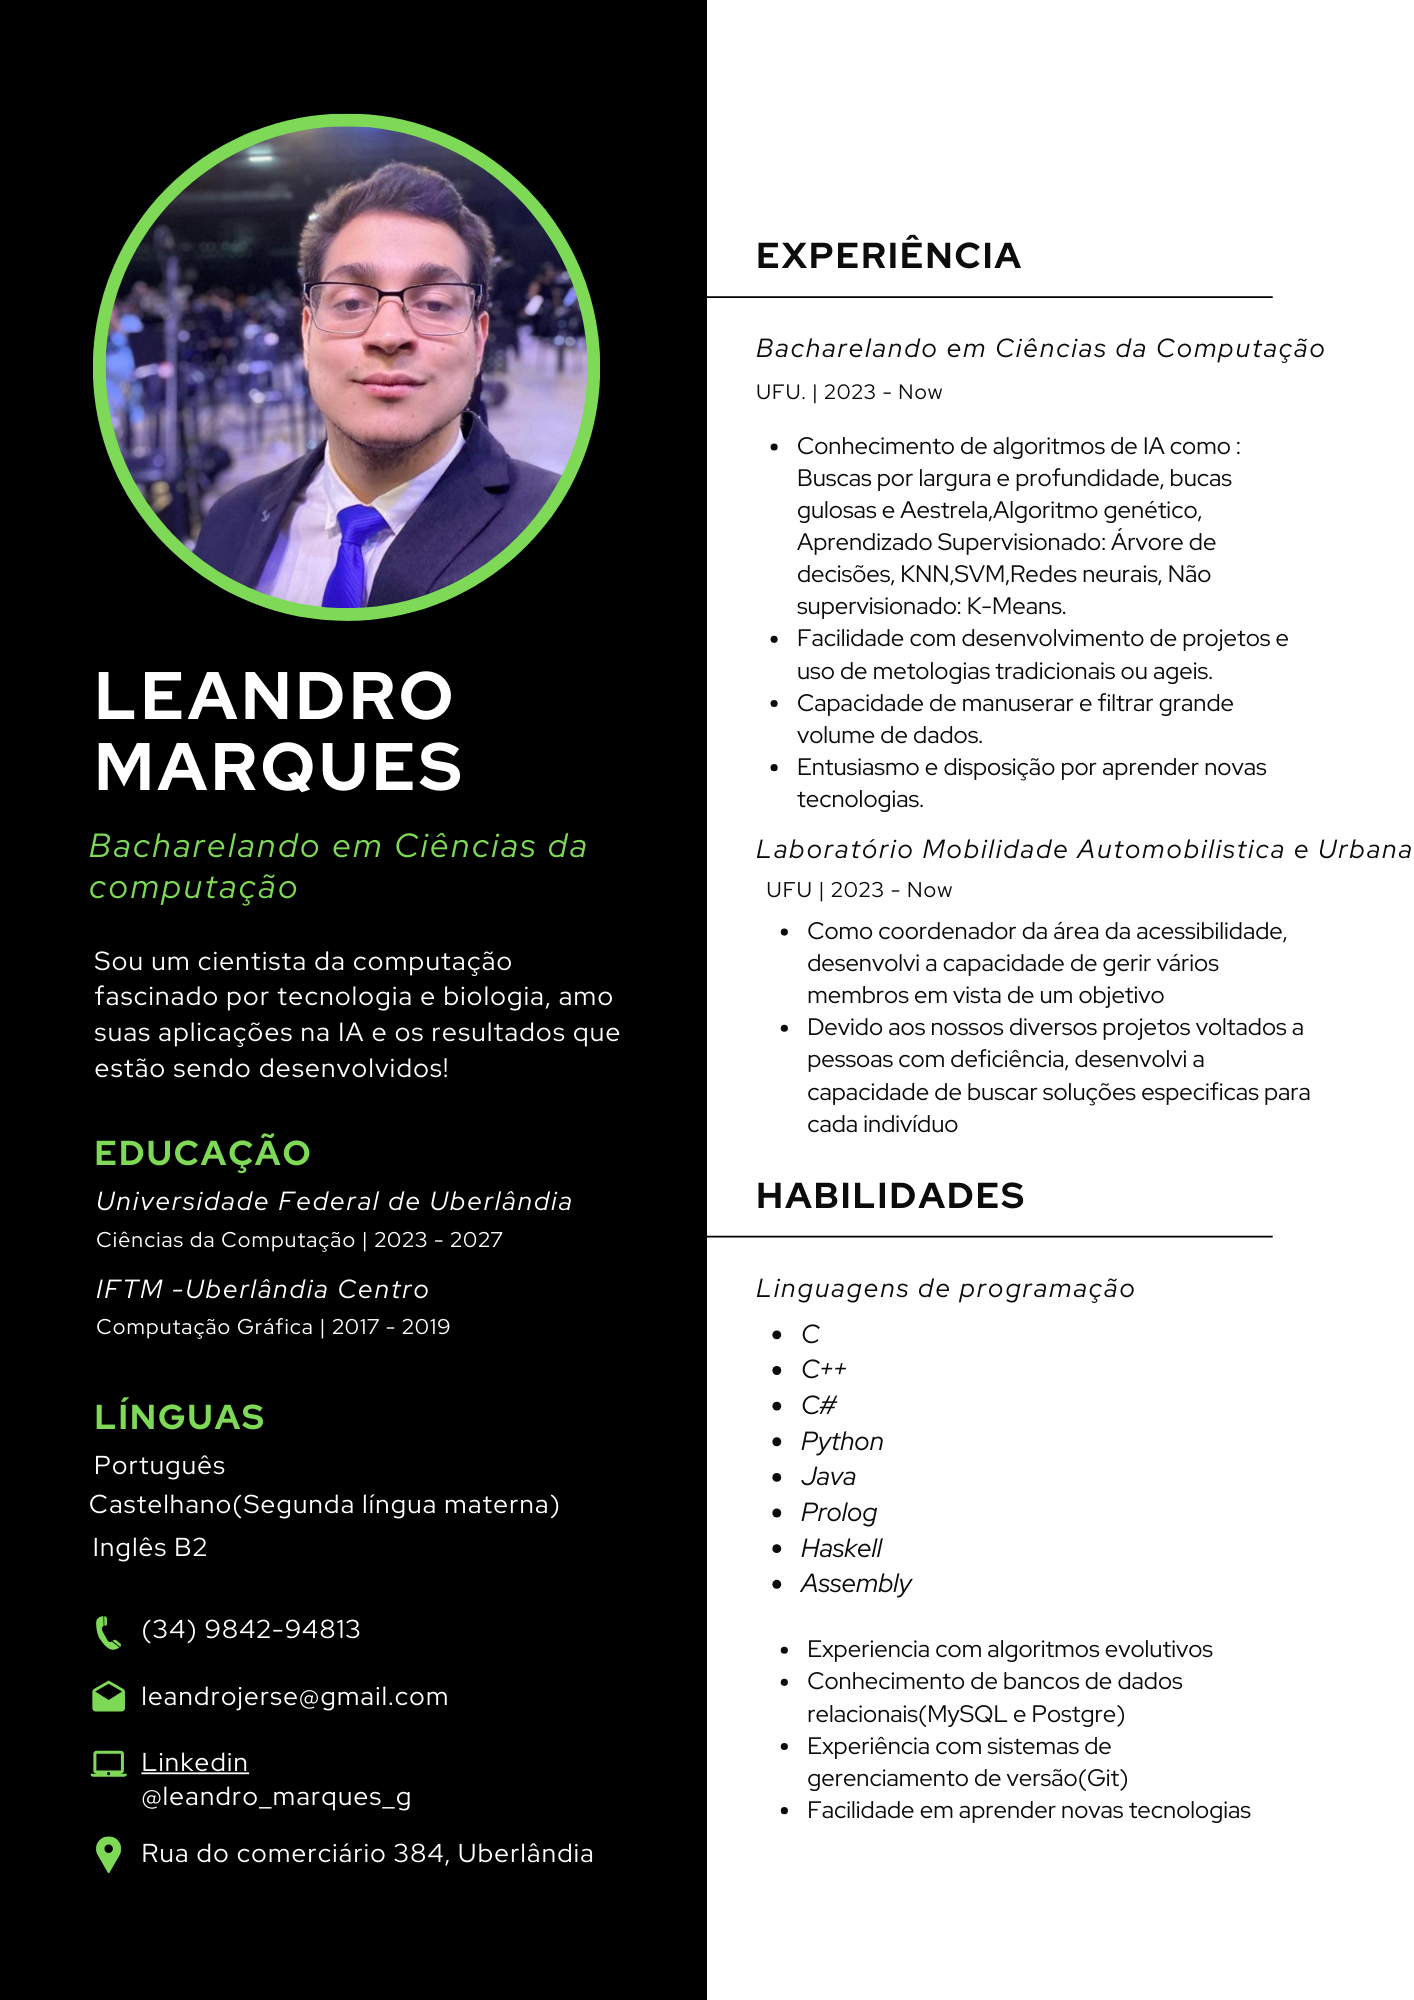 LEANDRO
MARQUES
Bacharelando em Ciências da
computação
Sou um cientista da computação
fascinado por tecnologia e biologia, amo
suas aplicações na IA e os resultados que
estão sendo desenvolvidos!
EDUCAÇÃO
Universidade Federal de Uberlândia
Ciências da Computação | 2023 - 2027
IFTM -Uberlândia Centro
Computação Gráfica | 2017 - 2019
LÍNGUAS
Português
Castelhano(Segunda língua materna)
Inglês B2
(34) 9842-94813
leandrojerse@gmail.com
Linkedin
@leandro_marques_g
Rua do comerciário 384, Uberlândia
EXPERIÊNCIA
Bacharelando em Ciências da Computação
UFU. | 2023 - Now
• Conhecimento de algoritmos de IA como :
Buscas por largura e profundidade, bucas
gulosas e Aestrela,Algoritmo genético,
Aprendizado Supervisionado: Árvore de
decisões, KNN,SVM,Redes neurais, Não
supervisionado: K-Means.
• Facilidade com desenvolvimento de projetos e
uso de metologias tradicionais ou ageis.
• Capacidade de manuserar e filtrar grande
volume de dados.
• Entusiasmo e disposição por aprender novas
tecnologias.
Laboratório Mobilidade Automobilistica e Urbana
UFU | 2023 - Now
• Como coordenador da área da acessibilidade,
desenvolvi a capacidade de gerir vários
membros em vista de um objetivo
• Devido aos nossos diversos projetos voltados a
pessoas com deficiência, desenvolvi a
capacidade de buscar soluções especificas para
cada indivíduo
HABILIDADES
Linguagens de programação
• C
• C++
• C#
• Python
• Java
• Prolog
• Haskell
• Assembly
• Experiencia com algoritmos evolutivos
• Conhecimento de bancos de dados
relacionais(MySQL e Postgre)
• Experiência com sistemas de
gerenciamento de versão(Git)
• Facilidade em aprender novas tecnologias